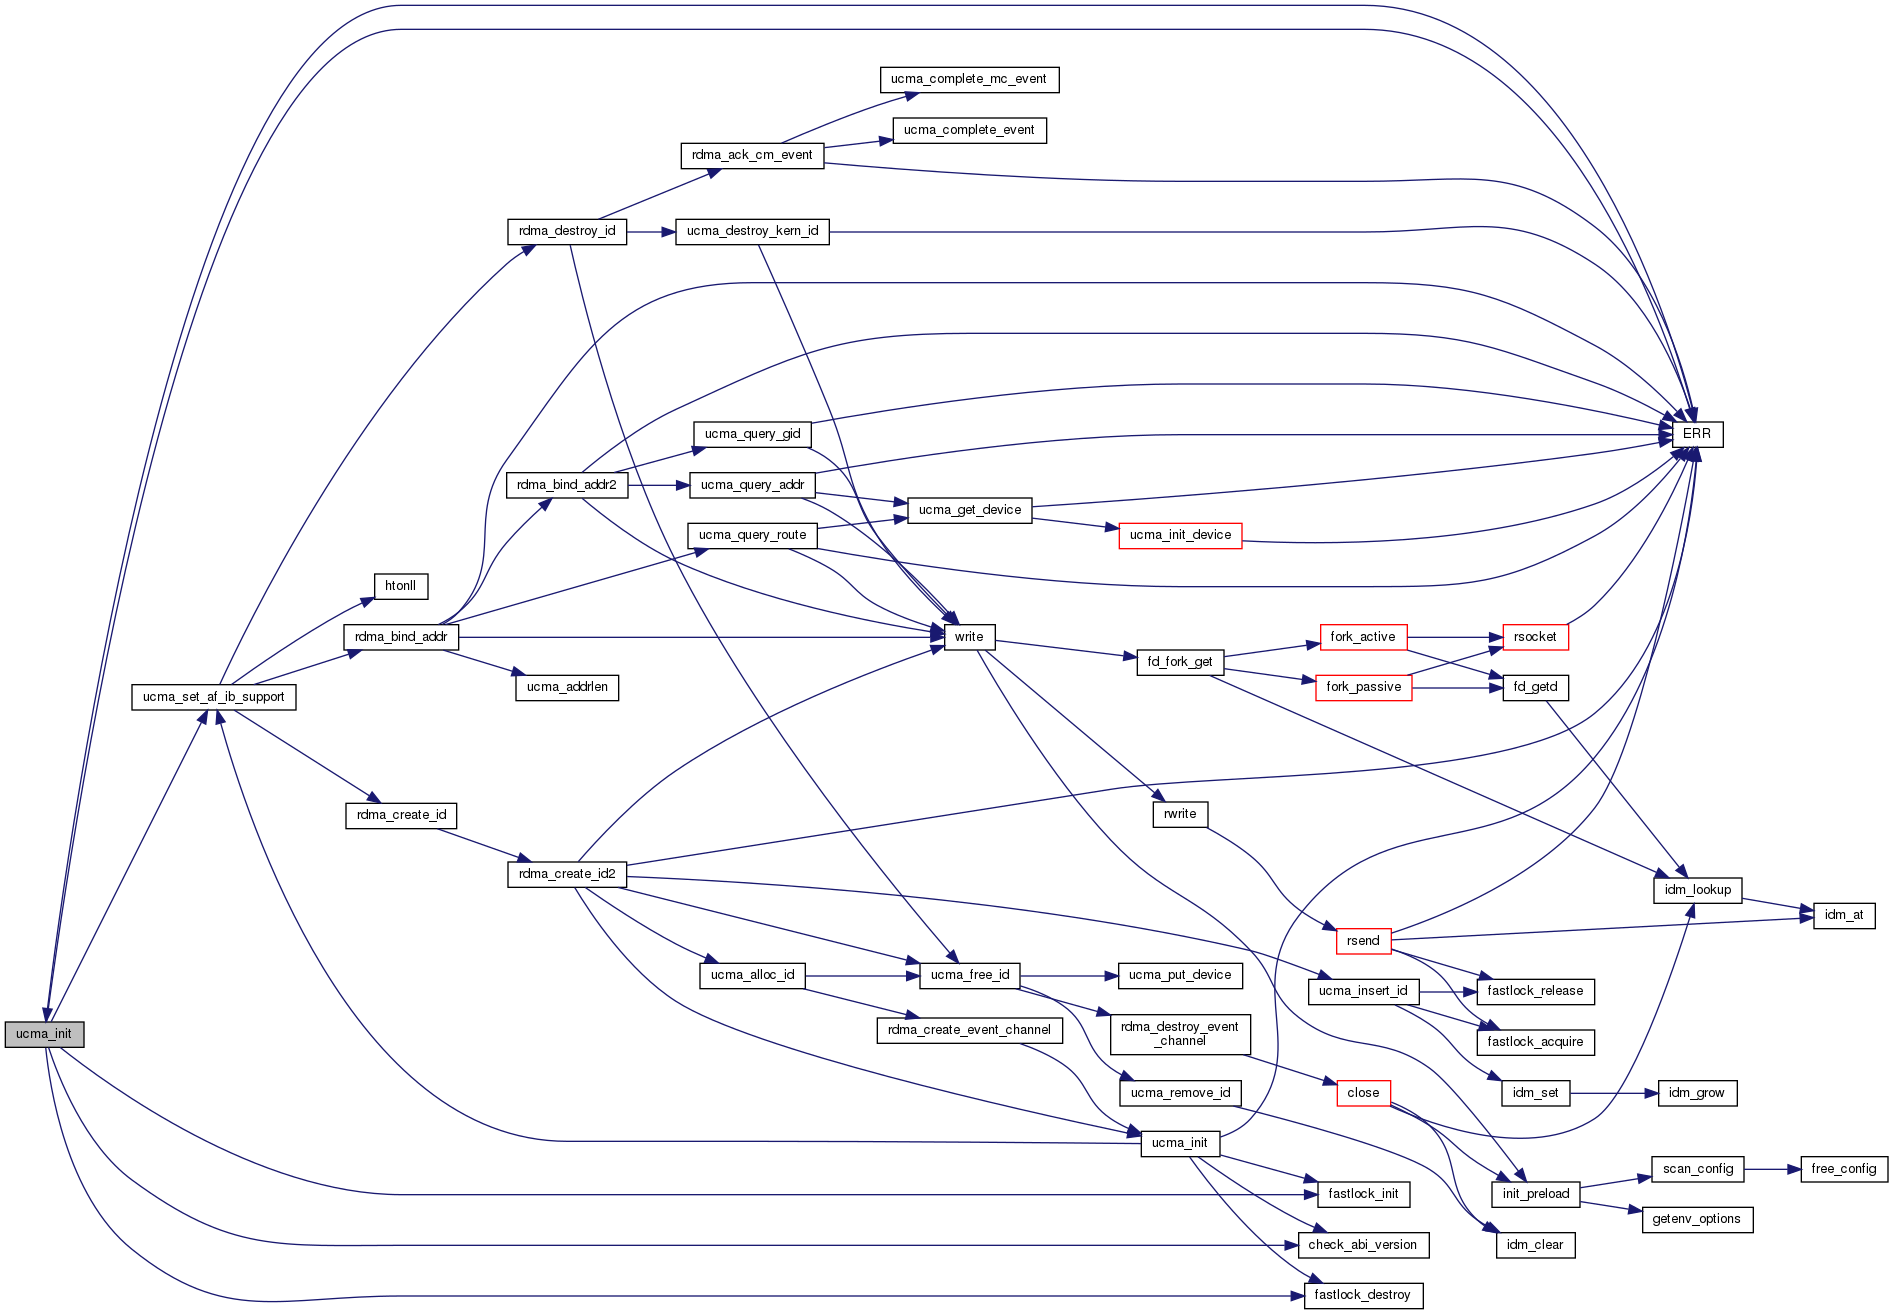 ucma_complete_mc_event
ucma_complete_event
rdma_ack_cm_event
rdma_destroy_id
ucma_destroy_kern_id
ucma_query_gid
ERR
rdma_bind_addr2
ucma_query_addr
ucma_get_device
ucma_query_route
ucma_init_device
htonll
rdma_bind_addr
write
fork_active
rsocket
fd_fork_get
ucma_set_af_ib_support
ucma_addrlen
fork_passive
fd_getd
rdma_create_id
rwrite
rdma_create_id2
idm_lookup
idm_at
rsend
ucma_alloc_id
ucma_free_id
ucma_put_device
ucma_insert_id
fastlock_release
ucma_init
rdma_create_event_channel
rdma_destroy_event
_channel
fastlock_acquire
ucma_remove_id
close
idm_set
idm_grow
ucma_init
scan_config
free_config
fastlock_init
init_preload
getenv_options
check_abi_version
idm_clear
fastlock_destroy